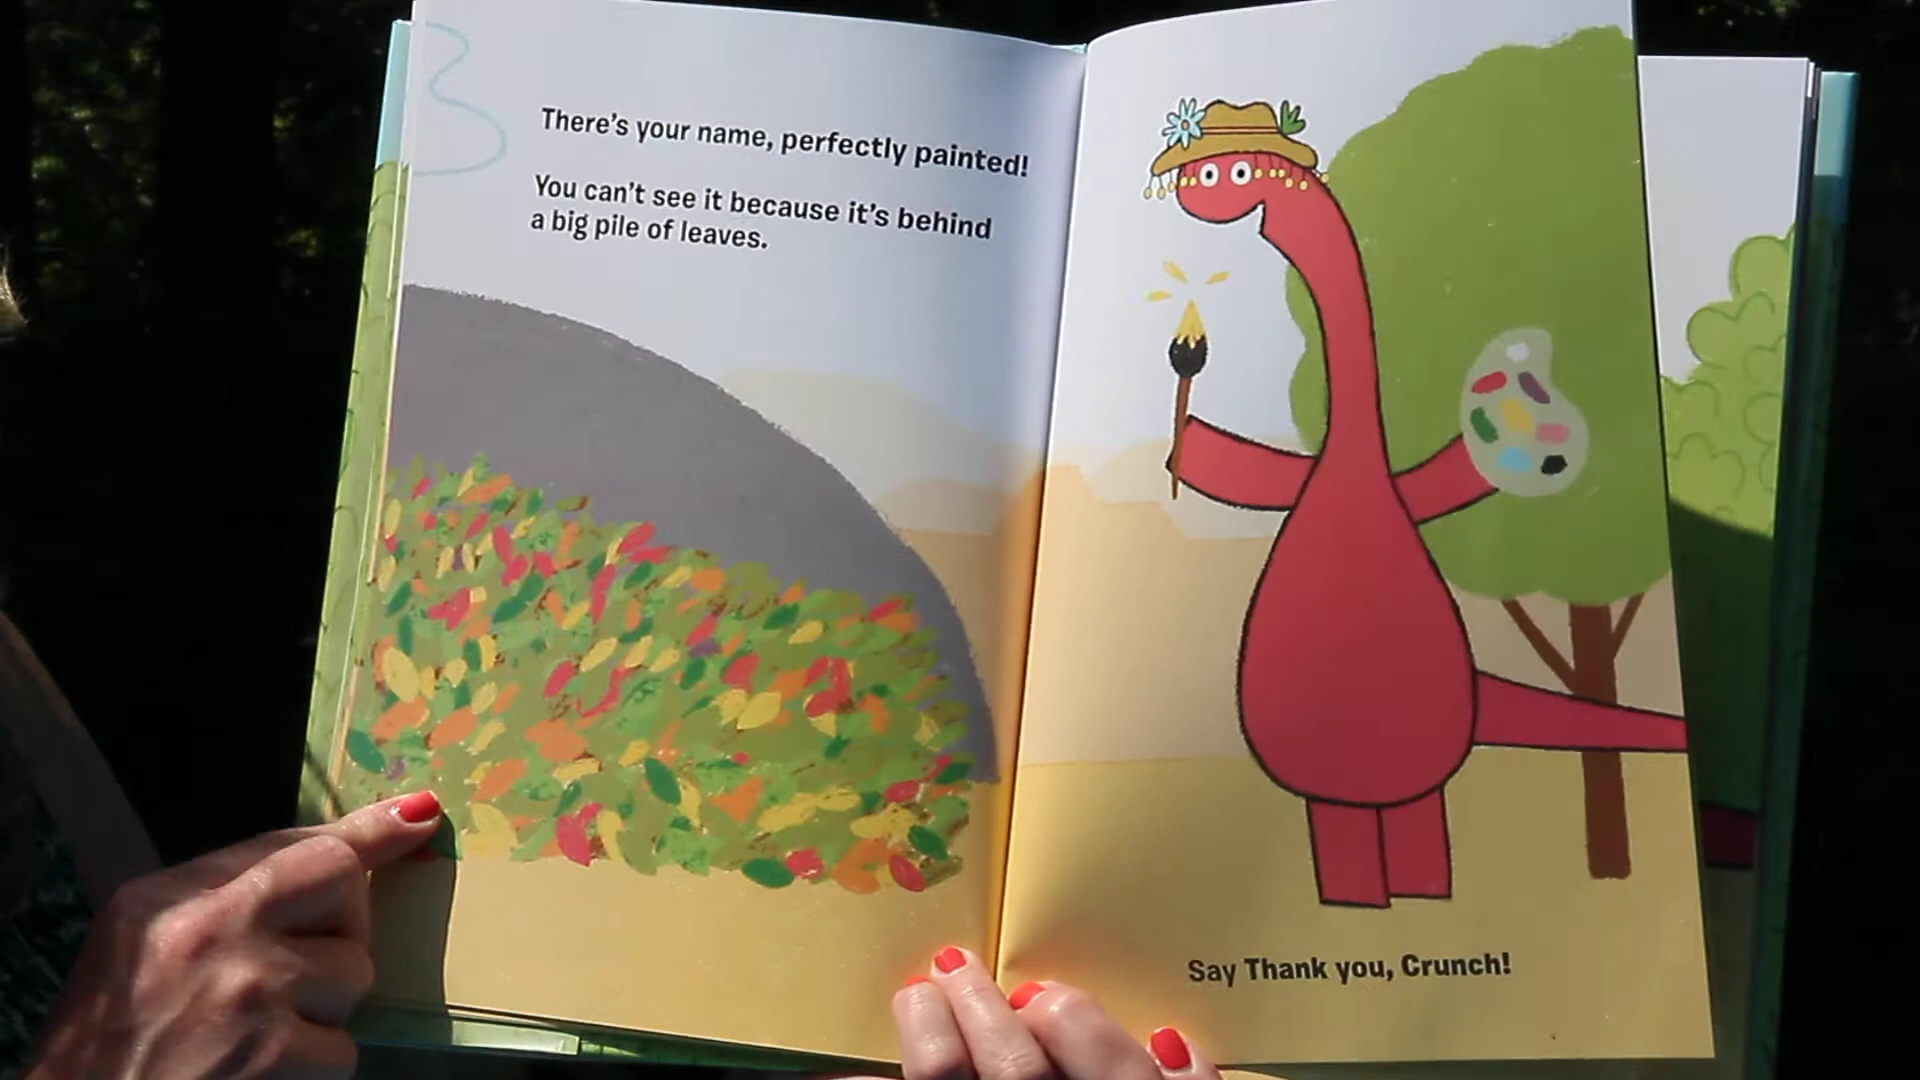 There's your name, perfectly painted!
You can't see it because it's behind
a big pile of leaves.
Say Thank you, Crunch!